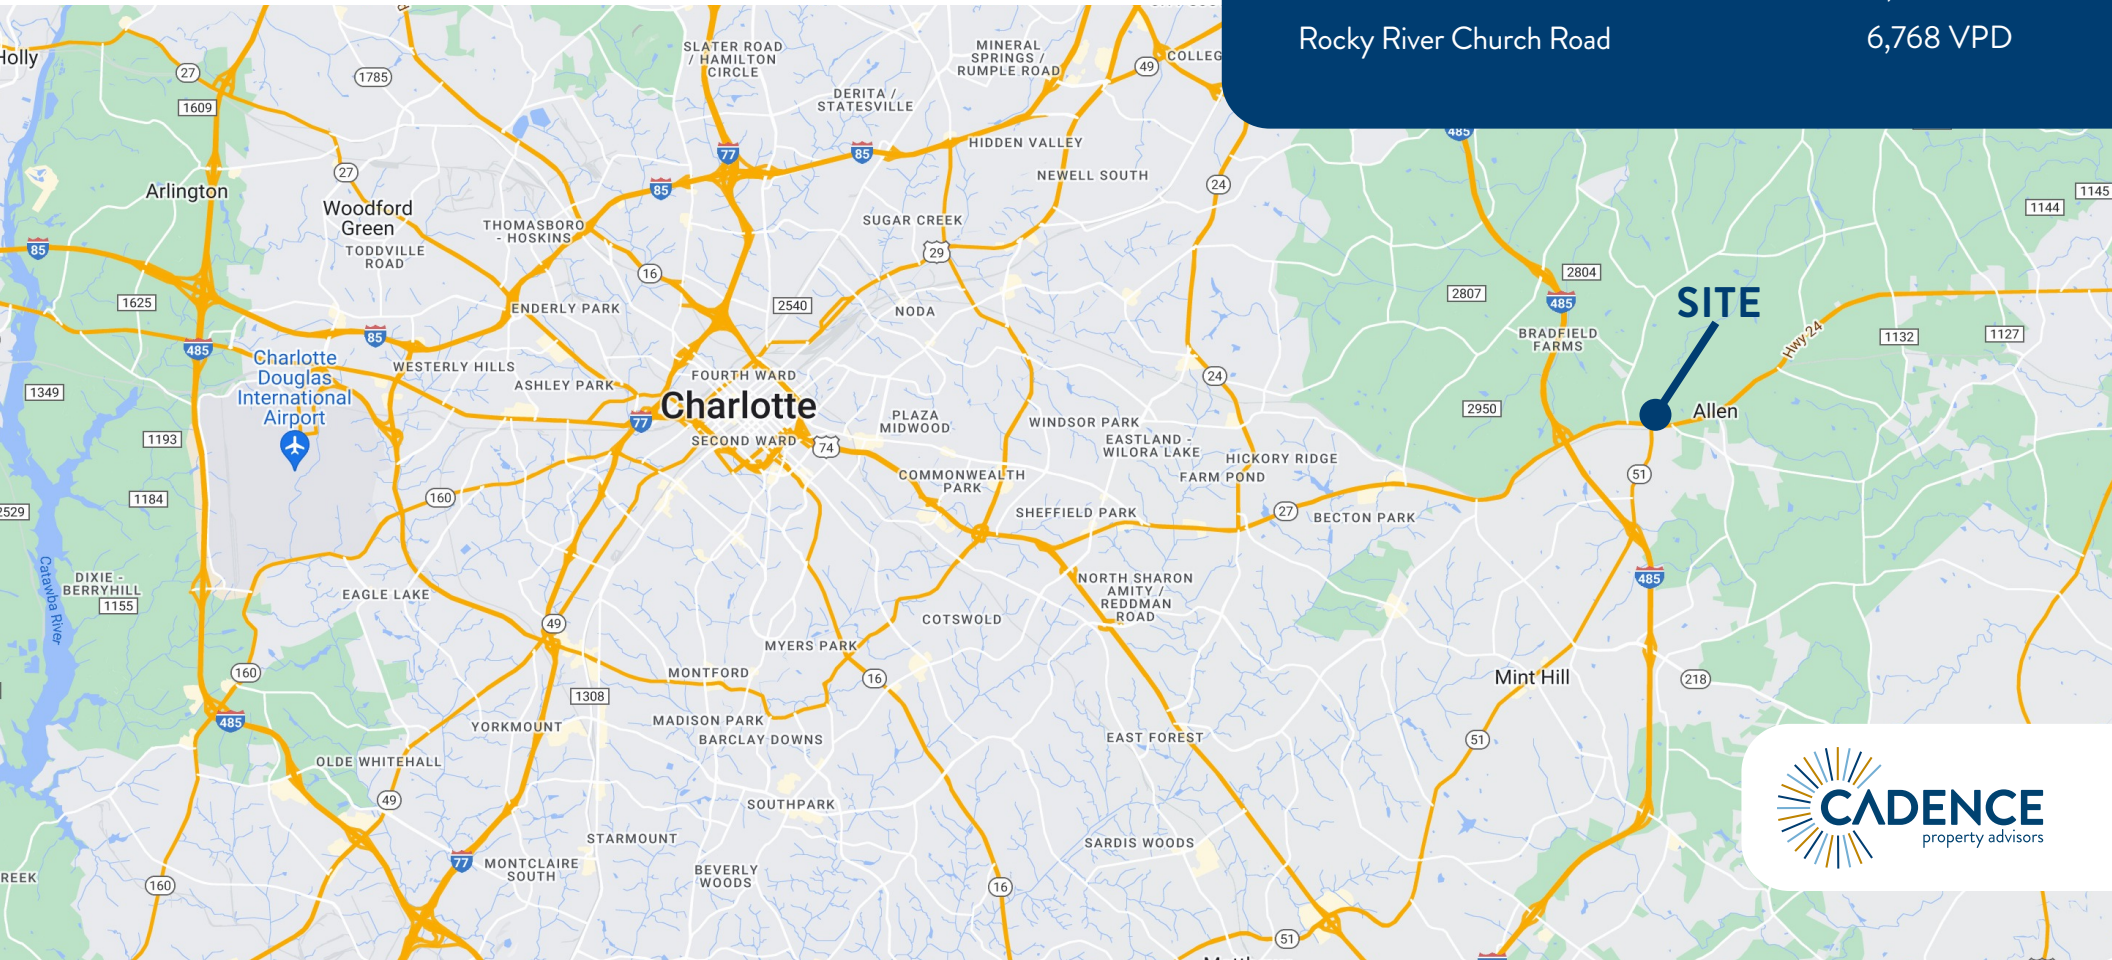 Rocky River Church Road 6,768 VPD
Holly
27
1785
1609
SLATER ROAD
/ HAMILTON
CIRCLE
MINERAL
SPRINGS /
RUMPLE ROAD
49
COLLEG
DERITA /
STATESVILLE
485
77
85
HIDDEN VALLEY
27
85
NEWELL SOUTH
24
Arlington
1145
1144
Woodford
Green
TODDVILLE
ROAD
THOMASBORO
- HOSKINS
SUGAR CREEK
85
29
16
2804
2807
485
SITE
1625
ENDERLY PARK
2540
NODA
BRADFIELD
FARMS
Hwy 24
1132
1127
85
485
Charlotte
Douglas
International
Airport
WESTERLY HILLS
ASHLEY PARK
FOURTH WARD
24
1349
Charlotte
77
PLAZA
MIDWOOD
WINDSOR PARK
2950
Allen
1193
SECOND WARD
74
EASTLAND -
WILORA LAKE
HICKORY RIDGE
FARM POND
51
1184
160
COMMONWEALTH
PARK
2529
SHEFFIELD PARK
27
BECTON PARK
Catawba River
DIXIE -
BERRYHILL
1155
EAGLE LAKE
NORTH SHARON
AMITY /
REDDMAN
ROAD
485
49
COTSWOLD
MYERS PARK
160
MONTFORD
16
Mint Hill
218
1308
485
YORKMOUNT
MADISON PARK
BARCLAY DOWNS
EAST FOREST
51
OLDE WHITEHALL
49
SOUTHPARK
CADENCE
property advisors
STARMOUNT
SARDIS WOODS
77
MONTCLAIRE
SOUTH
BEVERLY
WOODS
REEK
160
16
51